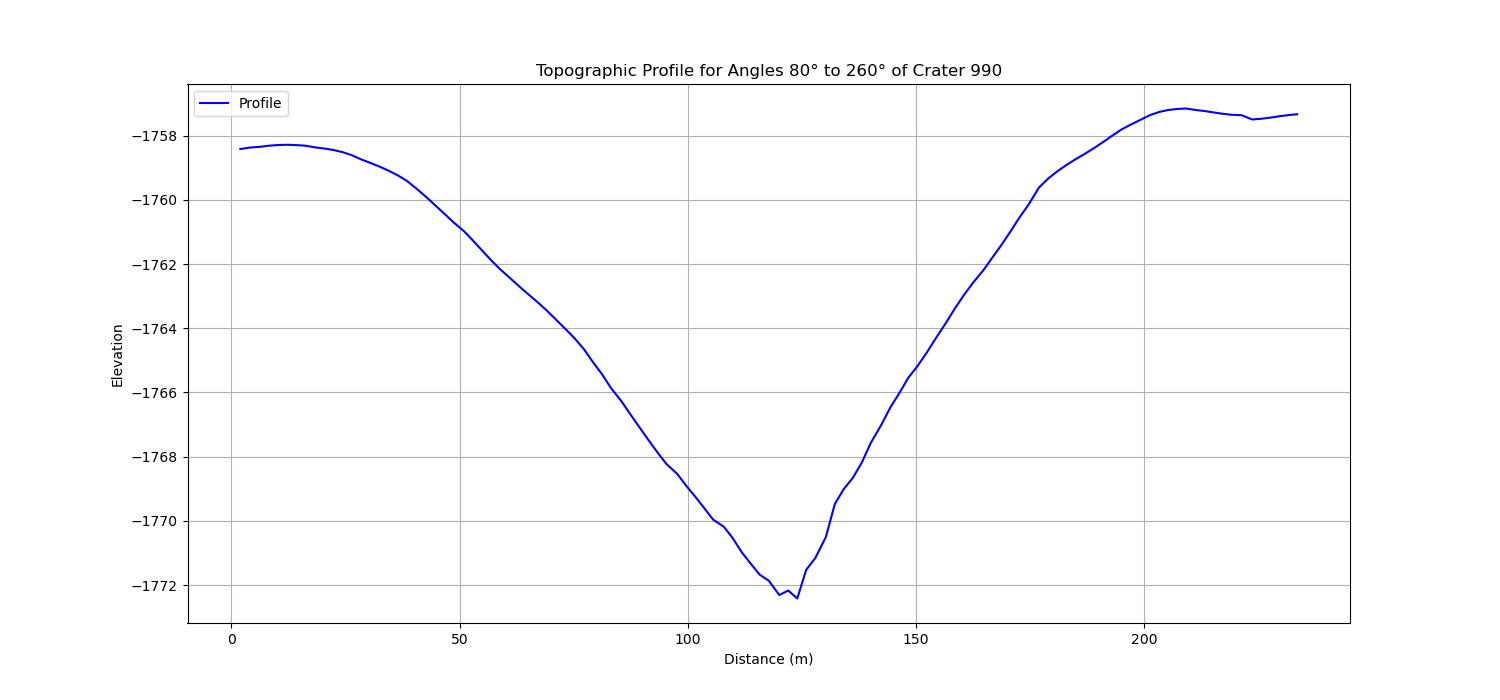 Topographic Profile for Angles 80° to 260° of Crater 990
Profile
−1758
−1760
−1762
−1764
−1766
−1768
−1770
−1772
Elevation
0 50 100 150 200
Distance (m)